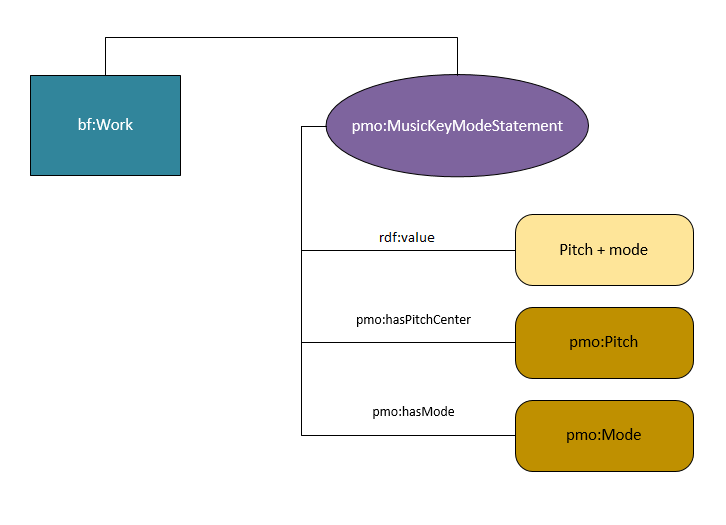 bf:Work
pmo:MusicKeyModeStatement
rdf:value
Pitch + mode
pmo:hasPitchCenter
pmo:Pitch
pmo:hasMode
pmo:Mode